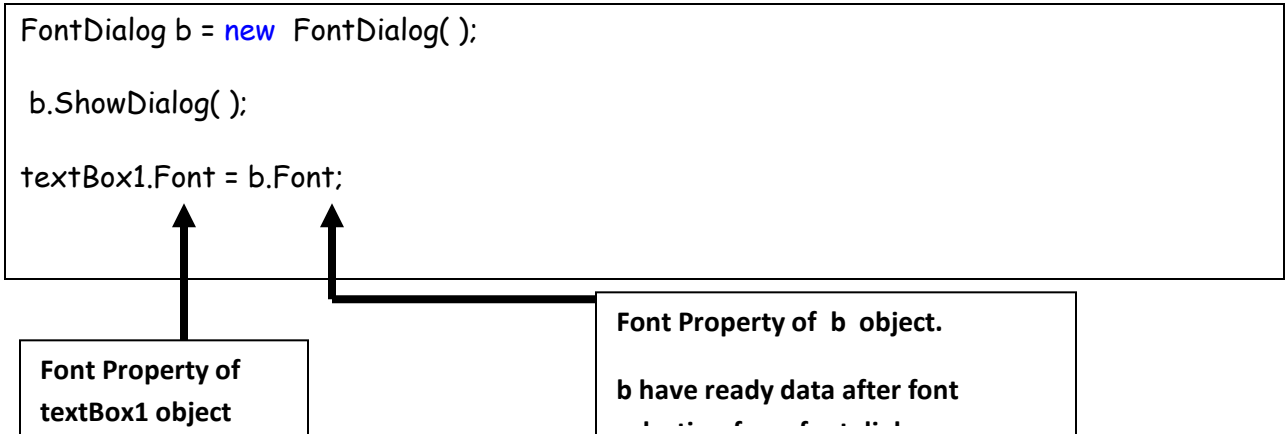 FontDialog b = new FontDialog( );
b.ShowDialog( );
textBox1.Font = b.Font;
Font Property of b object.
Font Property of
textBox1 object
b have ready data after font